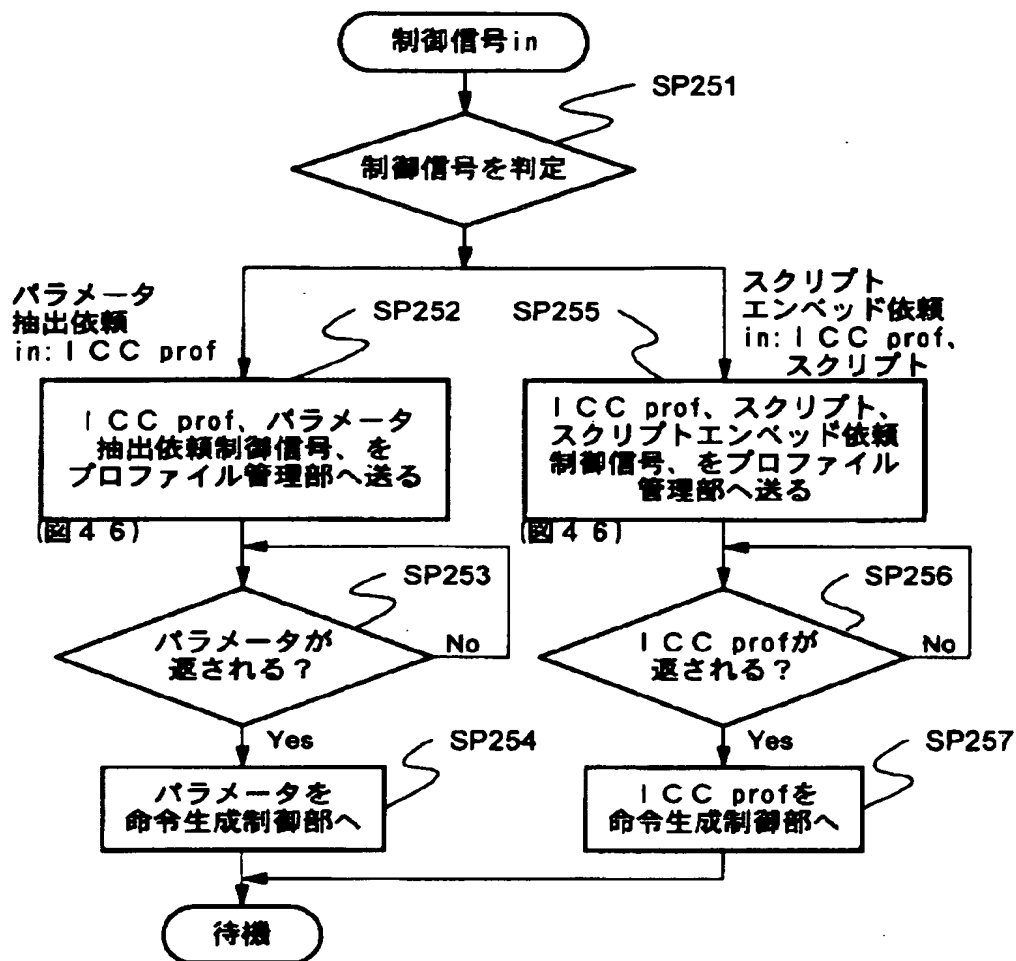 制御信号in
SP251
制御信号を判定
パラメータ
抽出依頼
in:ICC prof
SP252
SP255
スクリプト
エンベッド依頼
in:ICC prof、
スクリプト
ICC prof、パラメータ
抽出依頼制御信号、を
プロファイル管理部へ送る
(図46)
ICC prof、スクリプト、
スクリプトエンベッド依頼
制御信号、をプロファイル
管理部へ送る
(図46)
SP253
パラメータが
返される?
No
SP256
ICC profが
返される?
No
Yes
SP254
パラメータを
命令生成制御部へ
Yes
SP257
ICC profを
命令生成制御部へ
待機